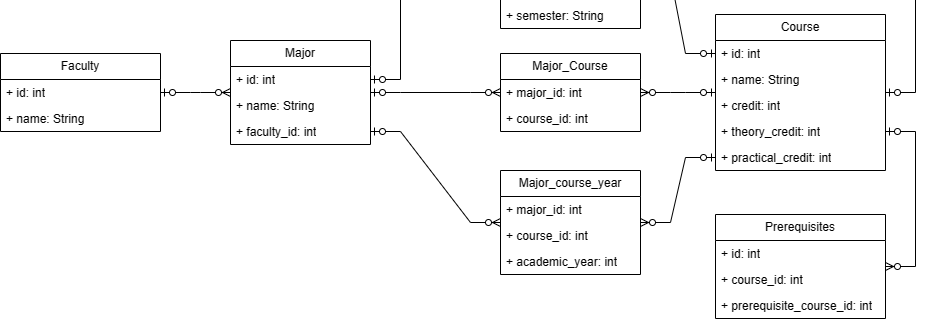 + semester: String
Faculty
+ id: int
+ name: String
Major
+ id: int
+ name: String
+ faculty_id: int
Major_Course
+ major_id: int
+ course_id: int
Major_course_year
+ major_id: int
+ course_id: int
+ academic_year: int
Course
+ id: int
+ name: String
+ credit: int
+ theory_credit: int
+ practical_credit: int
Prerequisites
+ id: int
+ course_id: int
+ prerequisite_course_id: int